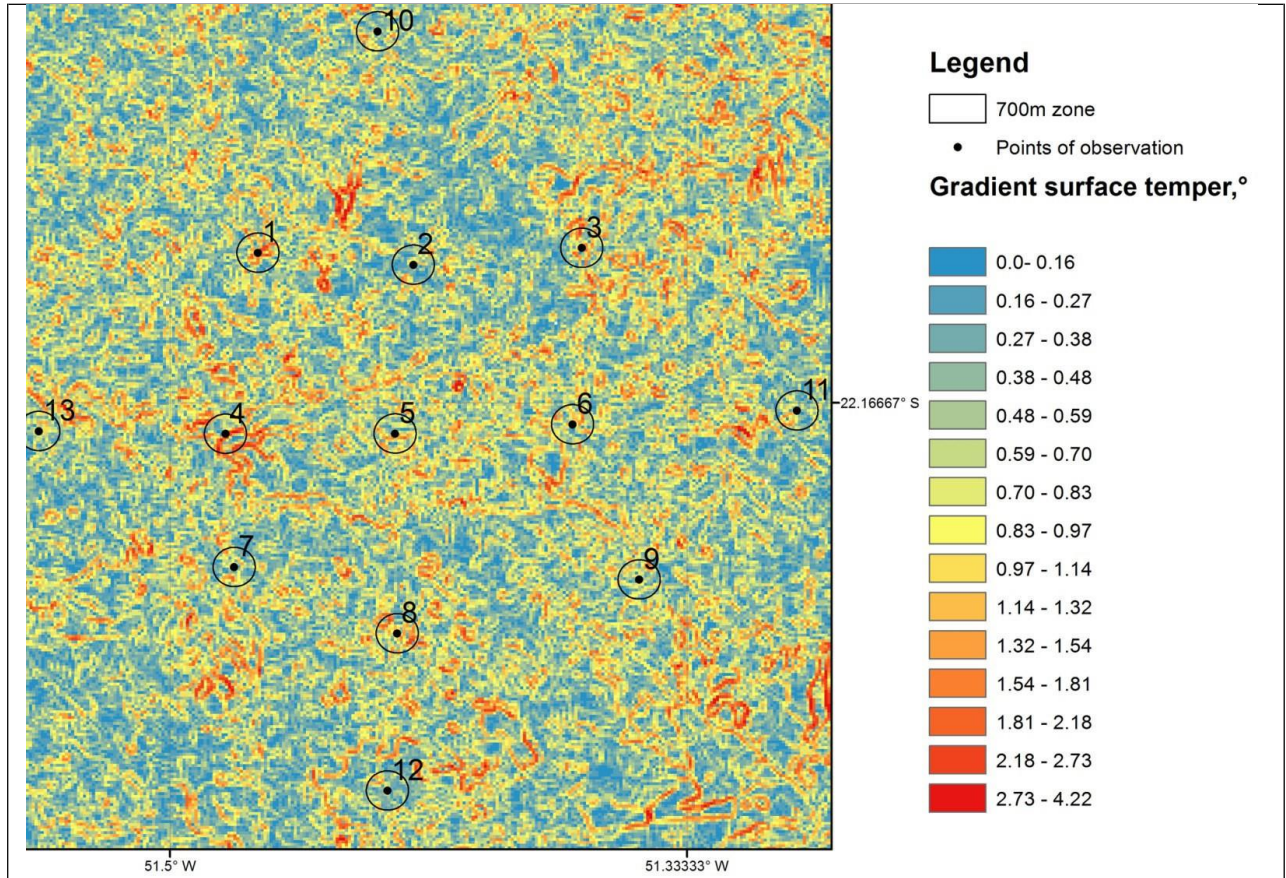 10
1
2
3
13
4
5
6
11
7
9
8
12
22.16667° S
51.5° W
51.33333° W
Legend
700m zone
Points of observation
Gradient surface temper,°
0.0- 0.16
0.16 - 0.27
0.27 - 0.38
0.38 - 0.48
0.48 - 0.59
0.59 - 0.70
0.70 - 0.83
0.83 - 0.97
0.97 - 1.14
1.14 - 1.32
1.32 - 1.54
1.54 - 1.81
1.81 - 2.18
2.18 - 2.73
2.73 - 4.22